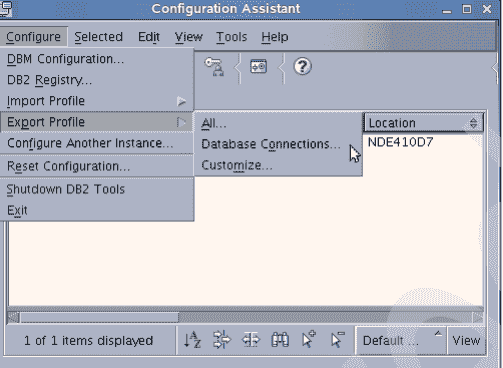 Configuration Assistant
Configure Selected Edit View Tools Help
DBM Configuration...
DB2 Registry...
Import Profile
Export Profile
All...
Location
Configure Another Instance...
Database Connections...
NDE410D7
Reset Configuration...
Customize...
Shutdown DB2 Tools
Exit
1 of 1 items displayed
Default ...
View